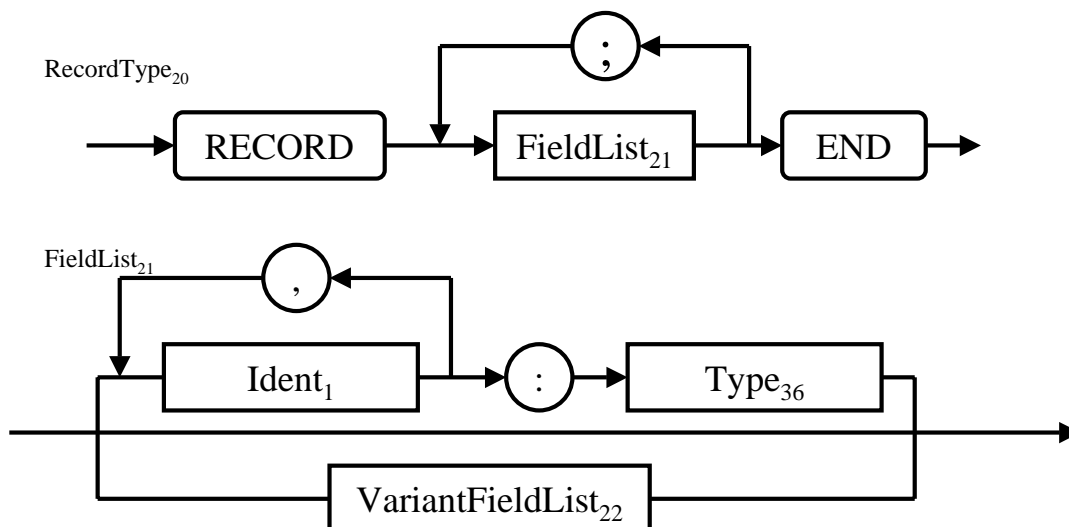 ;
RecordType20
RECORD FieldList21 END
FieldList21
,
Ident1 : Type36
VariantFieldList22